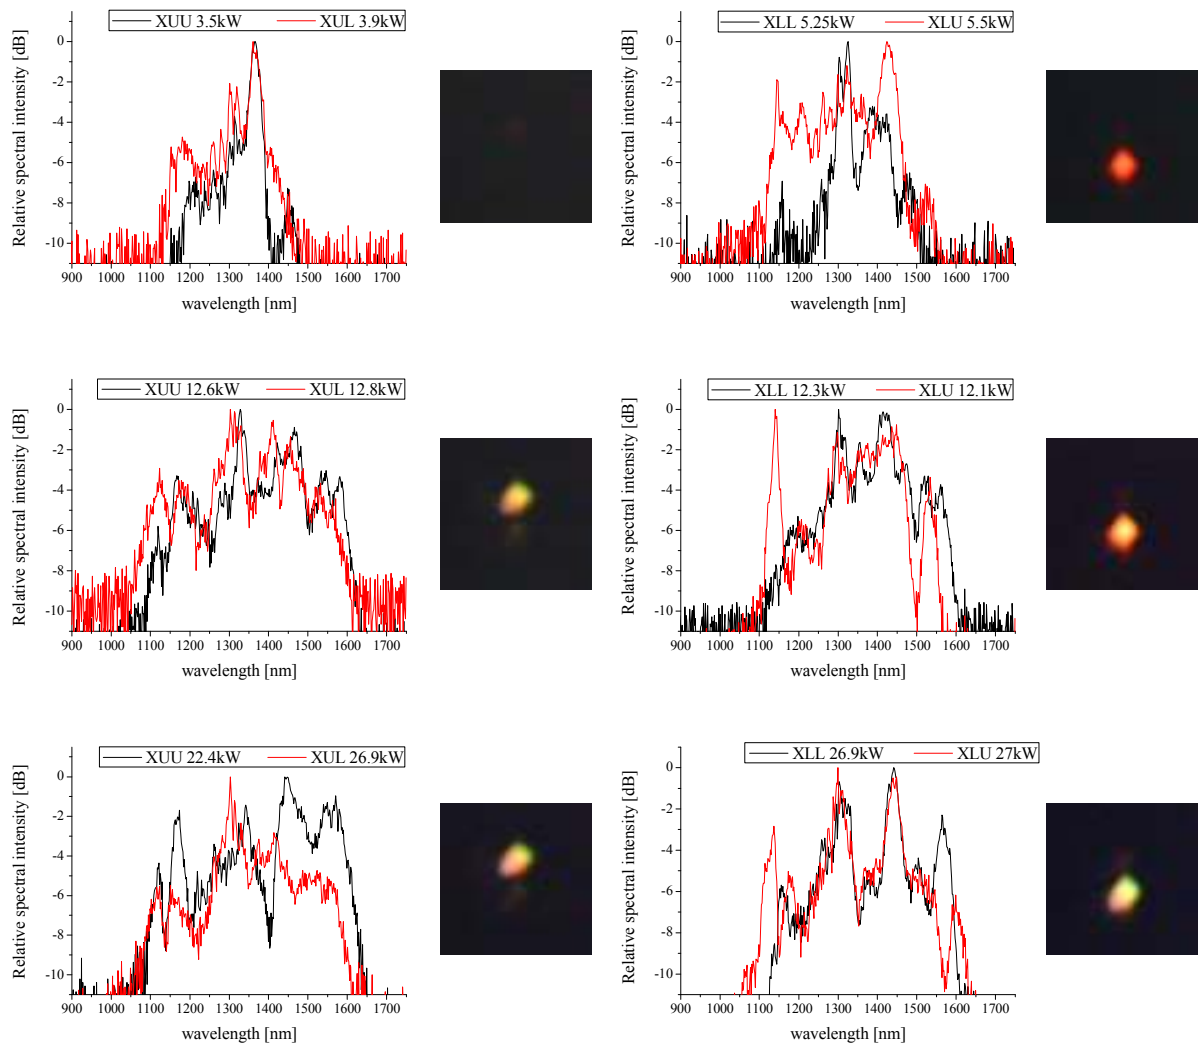 XUU 3.5kW XUL 3.9kW
Relative spectral intensity [dB]
0
-2
-4
-6
-8
-10
900 1000 1100 1200 1300 1400 1500 1600 1700
wavelength [nm]
XLL 5.25kW XLU 5.5kW
Relative spectral intensity [dB]
0
-2
-4
-6
-8
-10
900 1000 1100 1200 1300 1400 1500 1600 1700
wavelength [nm]
XUU 12.6kW XUL 12.8kW
Relative spectral intensity [dB]
0
-2
-4
-6
-8
-10
900 1000 1100 1200 1300 1400 1500 1600 1700
wavelength [nm]
XLL 12.3kW XLU 12.1kW
Relative spectral intensity [dB]
0
-2
-4
-6
-8
-10
900 1000 1100 1200 1300 1400 1500 1600 1700
wavelength [nm]
XUU 22.4kW XUL 26.9kW
Relative spectral intensity [dB]
0
-2
-4
-6
-8
-10
900 1000 1100 1200 1300 1400 1500 1600 1700
wavelength [nm]
XLL 26.9kW XLU 27kW
Relative spectral intensity [dB]
0
-2
-4
-6
-8
-10
900 1000 1100 1200 1300 1400 1500 1600 1700
wavelength [nm]